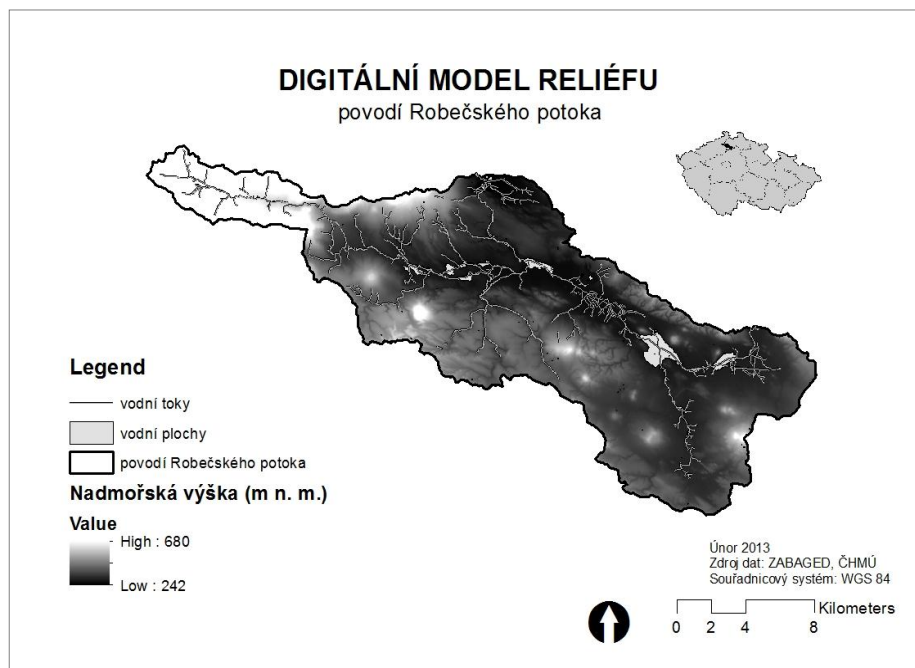 DIGITÁLNÍ MODEL RELIÉFU
povodí Robečského potoka
Legend
vodní toky
vodní plochy
povodí Robečského potoka
Nadmořská výška (m n. m.)
Value
High : 680
Low : 242
Únor 2013
Zdroj dat: ZABAGED, ČHMÚ
Souřadnicový systém: WGS 84
Kilometers
0 2 4 8